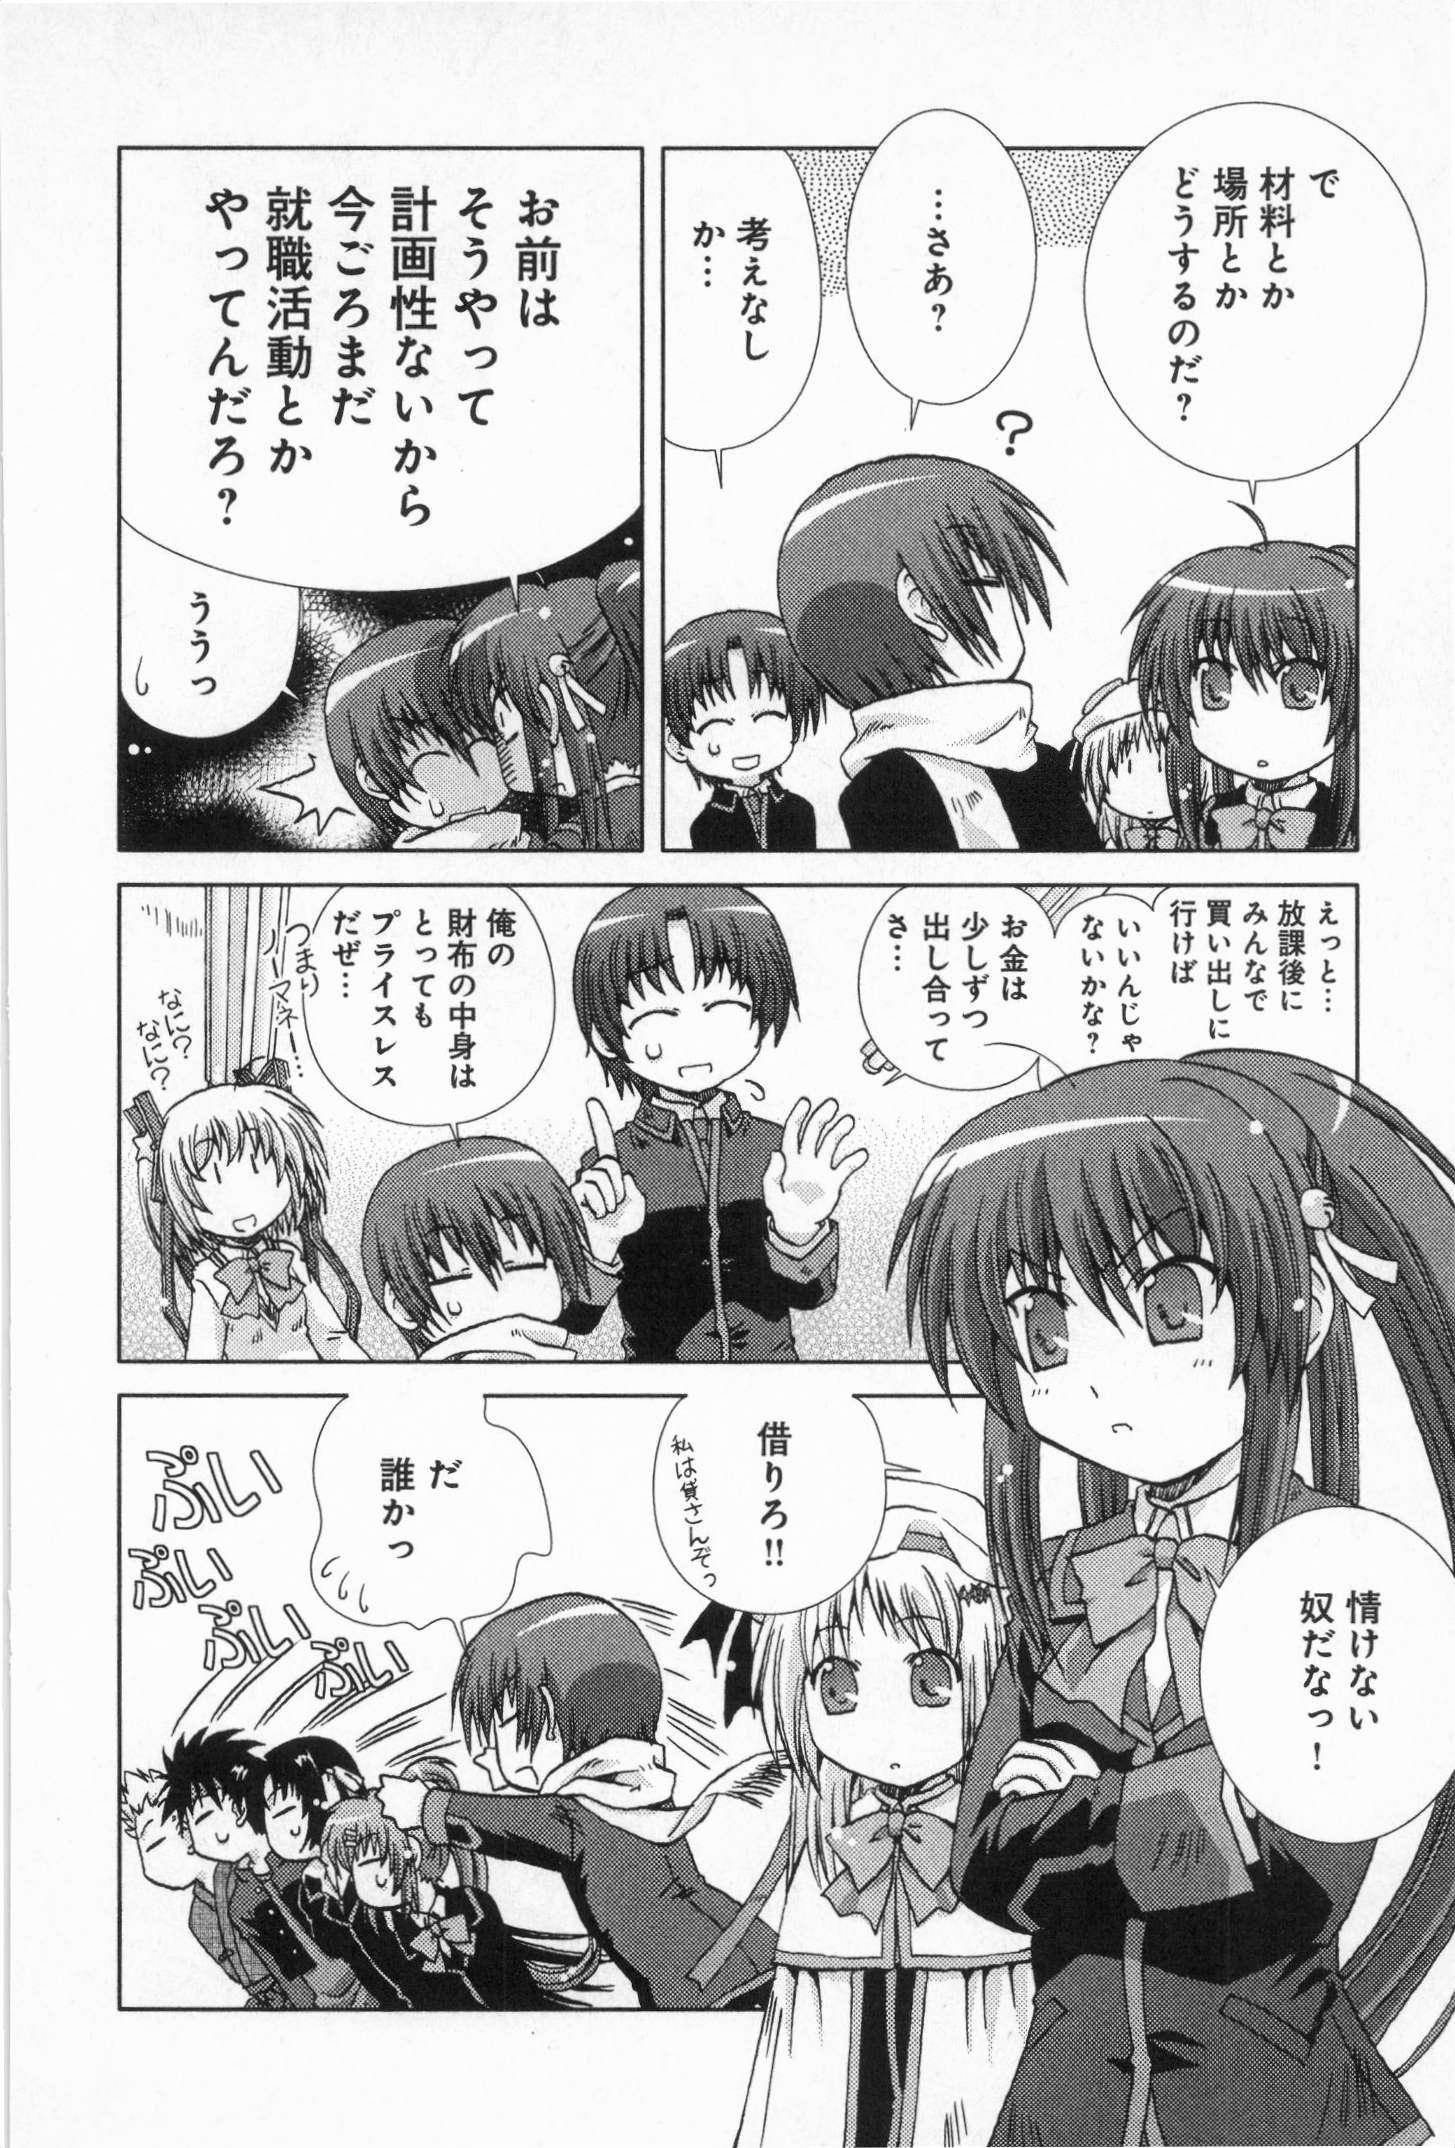 で
材料とか
場所とか
どうするのだ?
…さあ?
?
考えなし
か…
お前は
そうやって
計画性ないから
今ごろまだ
就職活動とか
やってんだろ?
ううっ
えっと…
放課後に
みんなで
買い出しに
行けば
いいんじゃ
ないかな?
お金は
少しずつ
出し合って
さ…
俺の
財布の中身は
とっても
プライスレス
だぜ…
つまり
ノーマネー…
なに?
なに?
情けない
奴だなっ!
借りろ!!
私は貸さんぞっ
だ
誰かっ
ぷい
ぷい
ぷい
ぷい